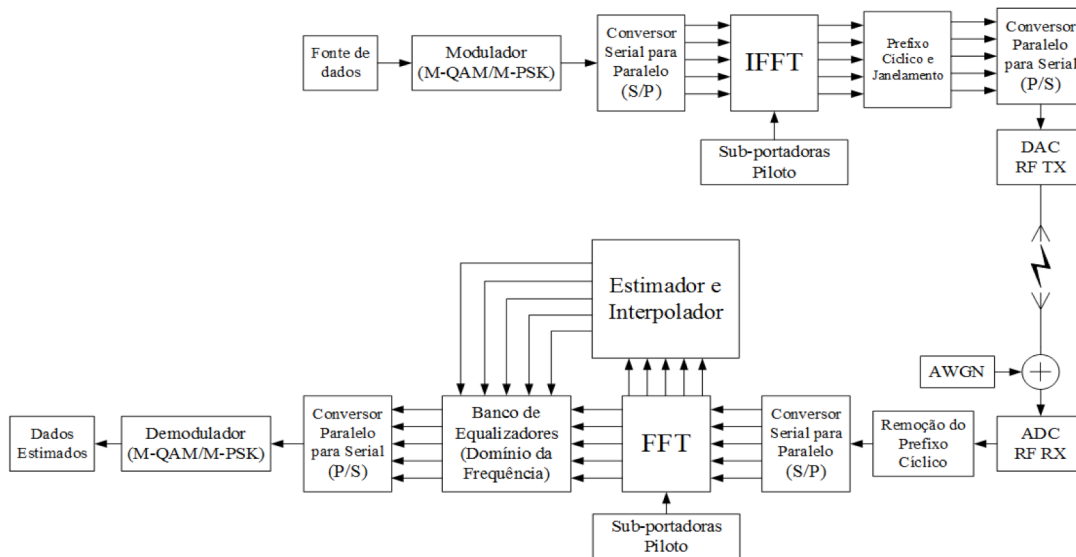 Fonte de
dados
Modulador
(M-QAM/M-PSK)
Conversor
Serial para
Paralelo
(S/P)
IFFT
Prefixo
Cíclico e
Janelamento
Conversor
Paralelo
para Serial
(P/S)
Sub-portadoras
Piloto
DAC
RF TX
Estimador e
Interpolador
AWGN
Dados
Estimados
Demodulador
(M-QAM/M-PSK)
Conversor
Paralelo
para Serial
(P/S)
Banco de
Equalizadores
(Domínio da
Frequência)
FFT
Conversor
Serial para
Paralelo
(S/P)
Remoção do
Prefixo
Cíclico
ADC
RF RX
Sub-portadoras
Piloto